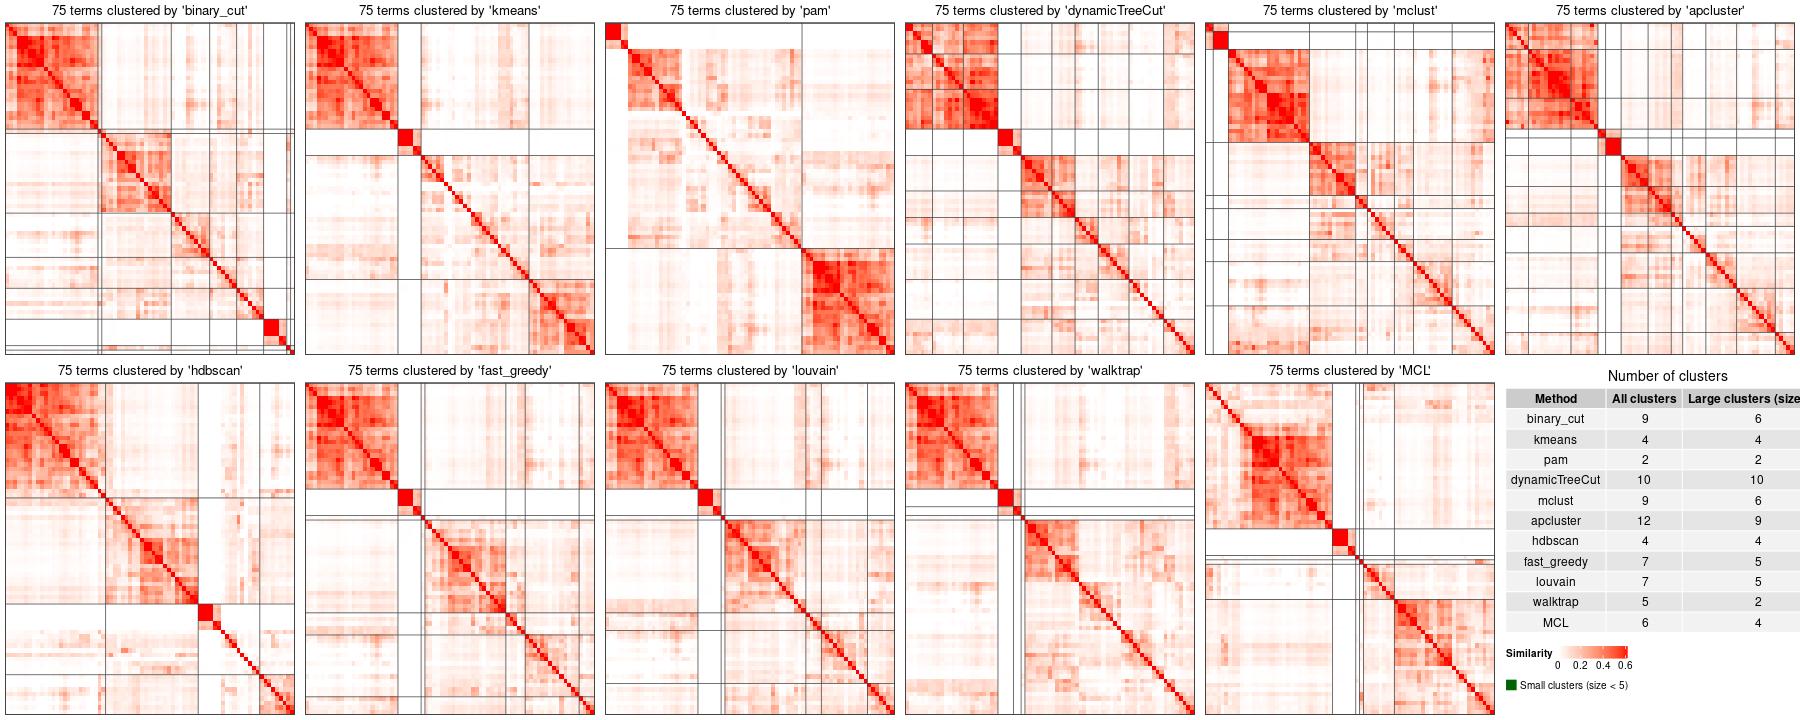 75 terms clustered by 'binary_cut'
75 terms clustered by 'kmeans'
75 terms clustered by 'pam'
75 terms clustered by 'dynamicTreeCut'
75 terms clustered by 'mclust'
75 terms clustered by 'apcluster'
75 terms clustered by 'hdbscan'
75 terms clustered by 'fast_greedy'
75 terms clustered by 'louvain'
75 terms clustered by 'walktrap'
75 terms clustered by 'MCL'
Number of clusters
Method All clusters Large clusters (size
binary_cut 9 6
kmeans 4 4
pam 2 2
dynamicTreeCut 10 10
mclust 9 6
apcluster 12 9
hdbscan 4 4
fast_greedy 7 5
louvain 7 5
walktrap 5 2
MCL 6 4
Similarity
0 0.2 0.4 0.6
Small clusters (size < 5)